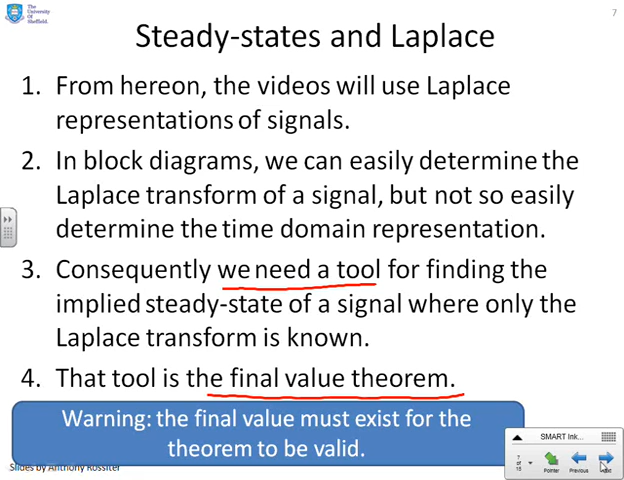 The
University
Of
Sheffield.
7
Steady-states and Laplace
1. From hereon, the videos will use Laplace
representations of signals.
2. In block diagrams, we can easily determine the
Laplace transform of a signal, but not so easily
determine the time domain representation.
3. Consequently we need a tool for finding the
implied steady-state of a signal where only the
Laplace transform is known.
4. That tool is the final value theorem.
Warning: the final value must exist for the
theorem to be valid.
Slides by Anthony Rossiter
SMART Ink...
7
of
15
Pointer
Previous
Next